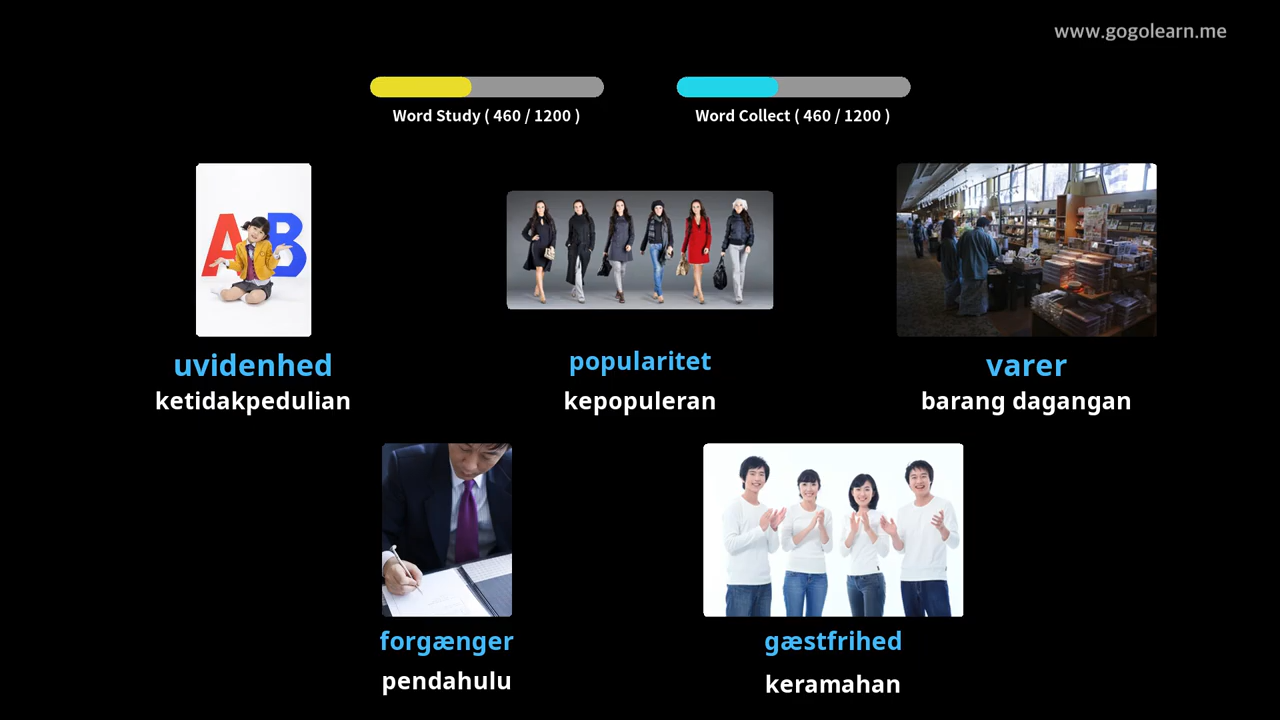 www.gogolearn.me
Word Study ( 460 / 1200 )
Word Collect ( 460 / 1200 )
AB
uvidenhed
ketidakpedulian
popularitet
kepopuleran
varer
barang dagangan
forgænger
pendahulu
gæstfrihed
keramahan